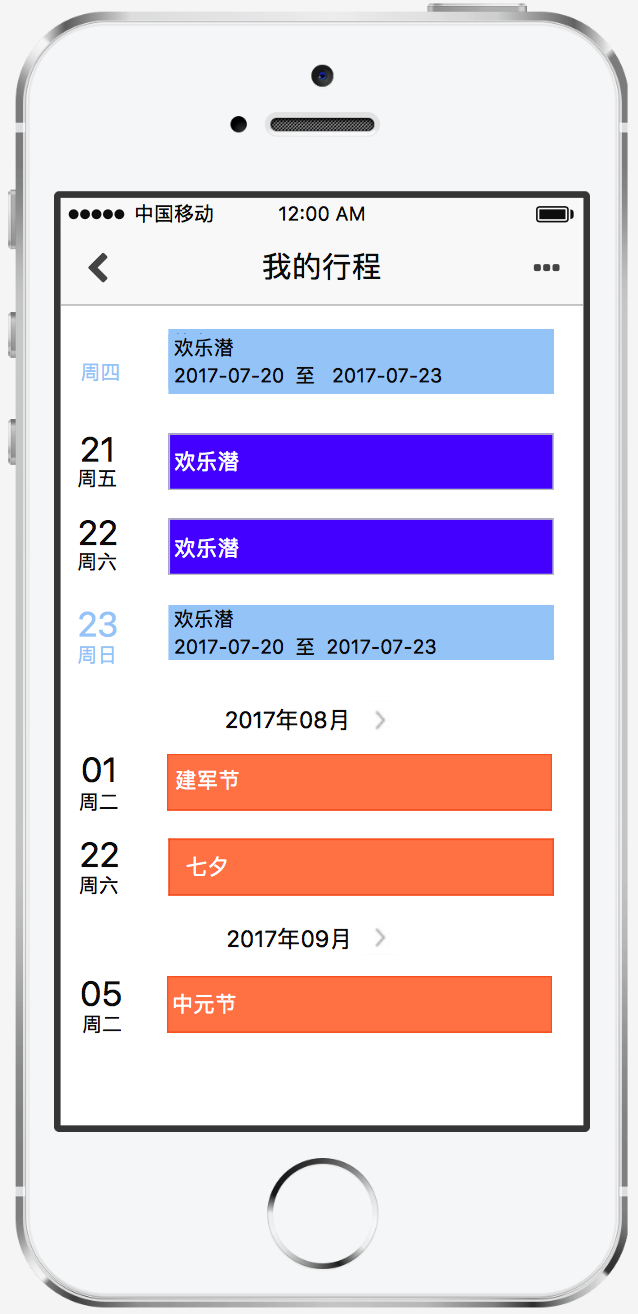 中国移动 12:00 AM
我的行程
周四
欢乐潜
2017-07-20 至 2017-07-23
21
周五
欢乐潜
22
周六
欢乐潜
23
周日
欢乐潜
2017-07-20 至 2017-07-23
2017年08月
01
周二
建军节
22
周六
七夕
2017年09月
05
周二
中元节